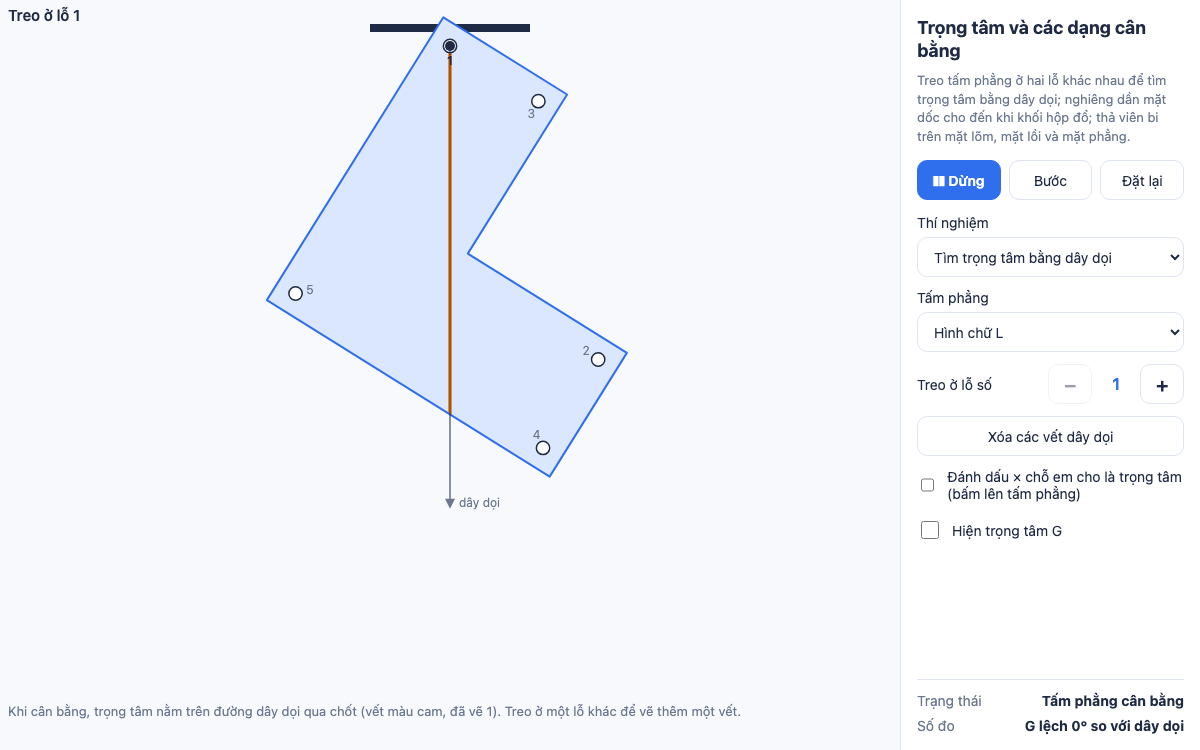 Treo ở lỗ 1
1
3
5
2
4
dây dọi
Khi cân bằng, trọng tâm nằm trên đường dây dọi qua chốt (vết màu cam, đã vẽ 1). Treo ở một lỗ khác để vẽ thêm một vết.
Trọng tâm và các dạng cân
bằng
Treo tấm phẳng ở hai lỗ khác nhau để tìm
trọng tâm bằng dây dọi; nghiêng dần mặt
dốc cho đến khi khối hộp đổ; thả viên bi
trên mặt lõm, mặt lồi và mặt phẳng.
Dừng
Bước
Đặt lại
Thí nghiệm
Tìm trọng tâm bằng dây dọi
Tấm phẳng
Hình chữ L
Treo ở lỗ số
− 1 +
Xóa các vết dây dọi
Đánh dấu × chỗ em cho là trọng tâm
(bấm lên tấm phẳng)
Hiện trọng tâm G
Trạng thái Tấm phẳng cân bằng
Số đo G lệch 0° so với dây dọi